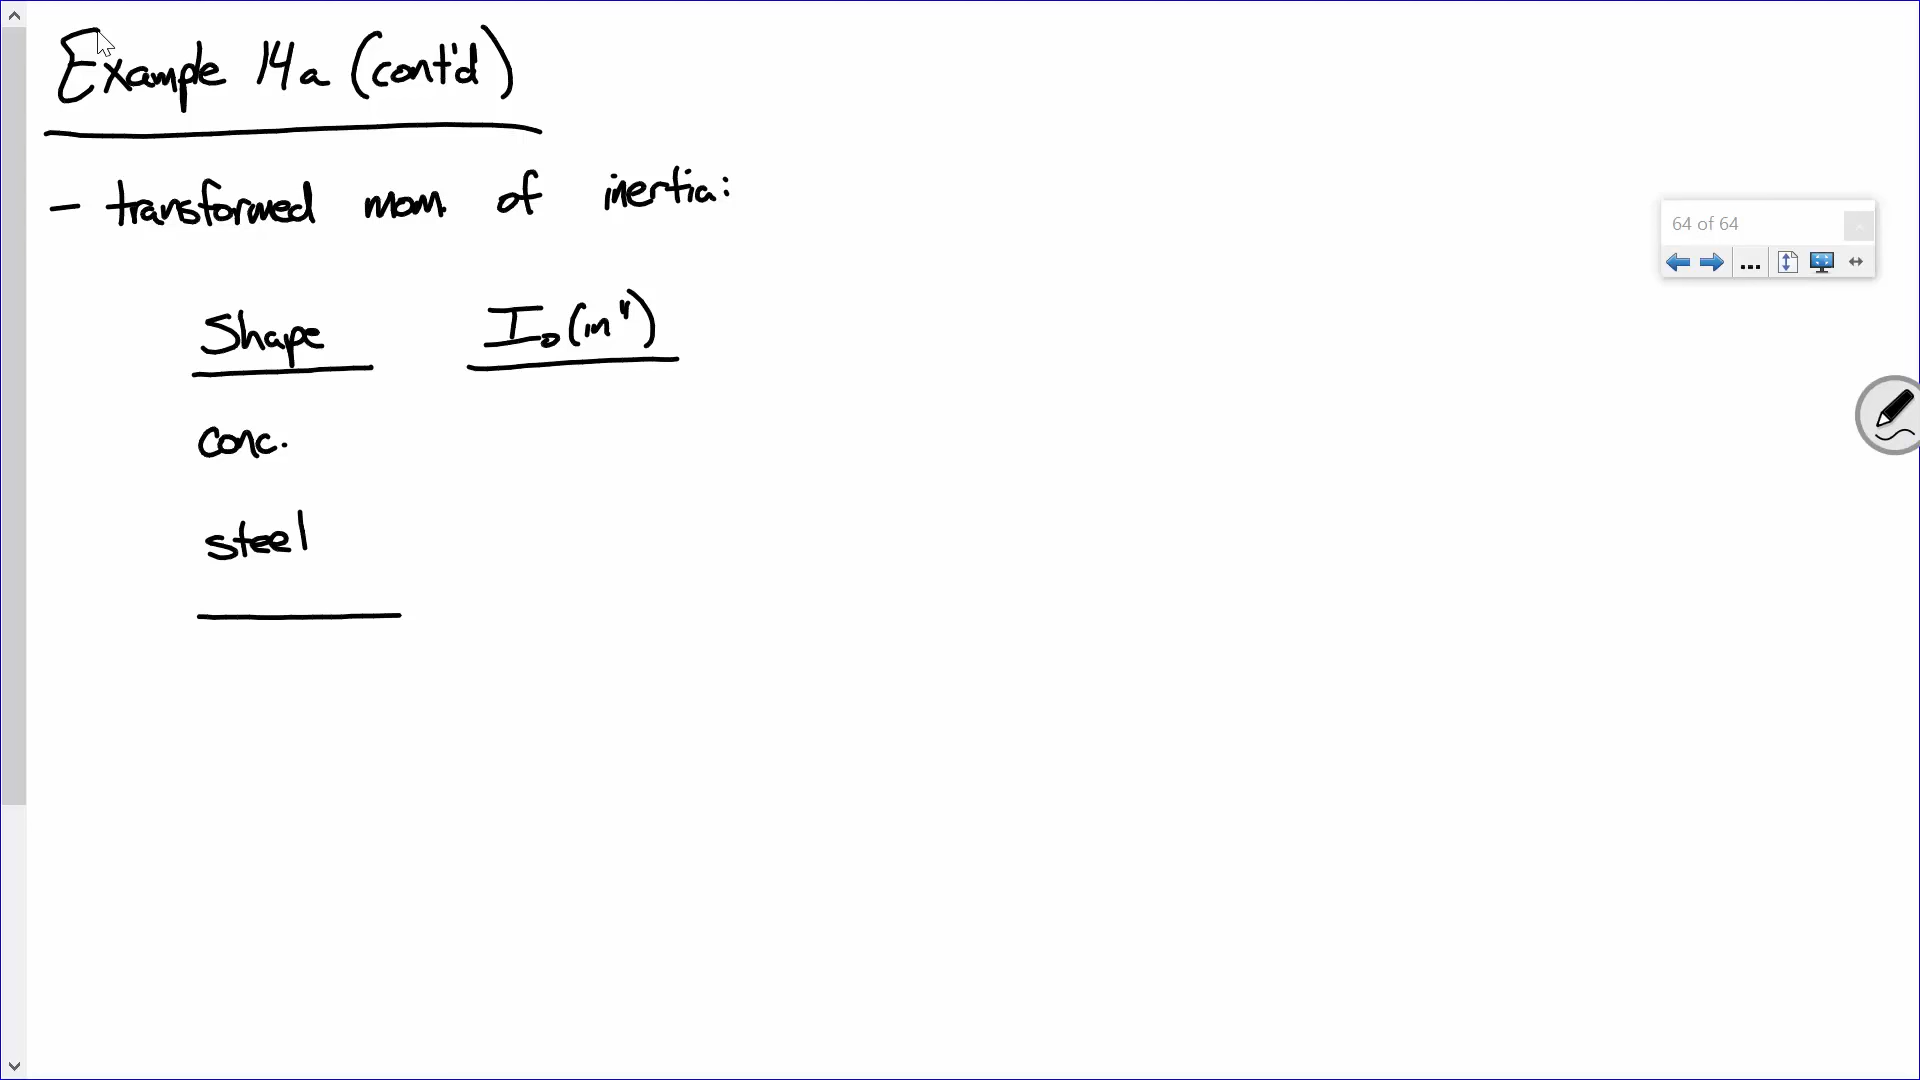 Example 14a (cont'd)
- transformed mom. of inertia:
64 of 64
Shape I₀ (in⁴)
conc.
steel